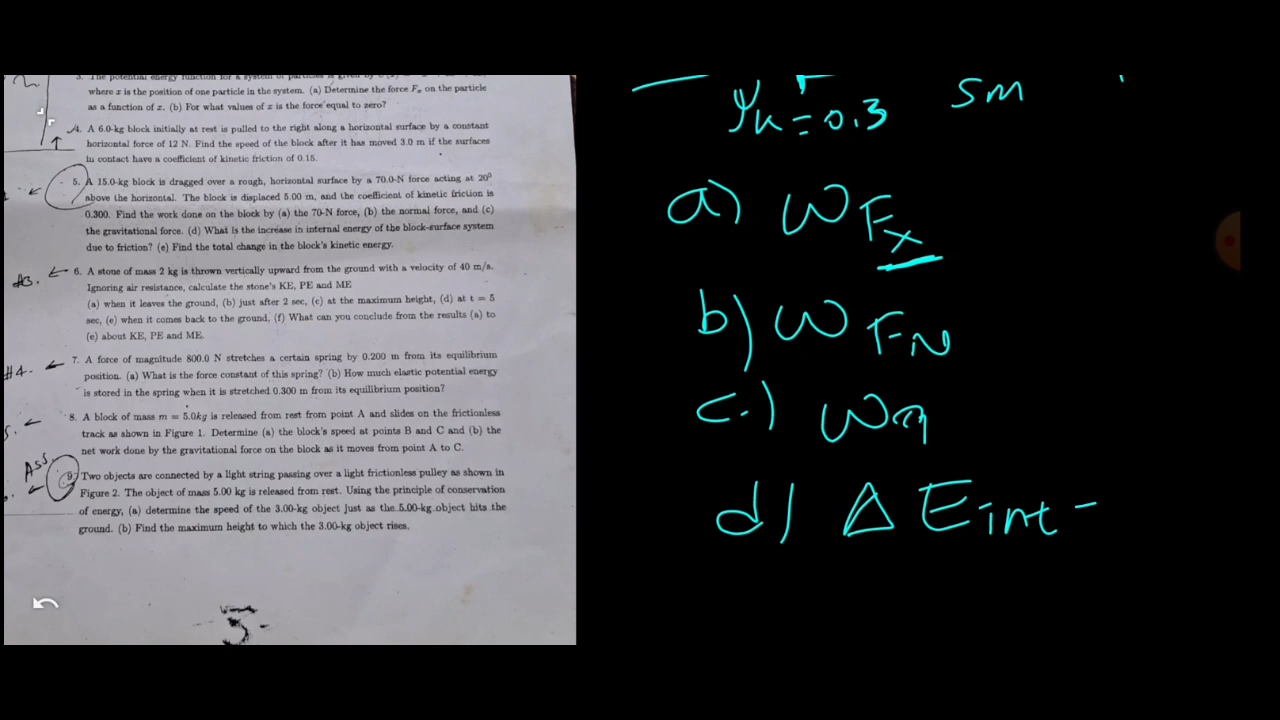 3. The potential energy function for a system of particles is given by
where x is the position of one particle in the system. (a) Determine the force Fₓ on the particle
as a function of x. (b) For what values of x is the force equal to zero?
4. A 6.0-kg block initially at rest is pulled to the right along a horizontal surface by a constant
horizontal force of 12 N. Find the speed of the block after it has moved 3.0 m if the surfaces
in contact have a coefficient of kinetic friction of 0.15.
5. A 15.0-kg block is dragged over a rough, horizontal surface by a 70.0-N force acting at 20⁰
above the horizontal. The block is displaced 5.00 m, and the coefficient of kinetic friction is
0.300. Find the work done on the block by (a) the 70-N force, (b) the normal force, and (c)
the gravitational force. (d) What is the increase in internal energy of the block-surface system
due to friction? (e) Find the total change in the block's kinetic energy.
6. A stone of mass 2 kg is thrown vertically upward from the ground with a velocity of 40 m/s.
Ignoring air resistance, calculate the stone's KE, PE and ME
(a) when it leaves the ground, (b) just after 2 sec, (c) at the maximum height, (d) at t = 5
sec, (e) when it comes back to the ground, (f) What can you conclude from the results (a) to
(e) about KE, PE and ME.
7. A force of magnitude 800.0 N stretches a certain spring by 0.200 m from its equilibrium
position. (a) What is the force constant of this spring? (b) How much elastic potential energy
is stored in the spring when it is stretched 0.300 m from its equilibrium position?
8. A block of mass m = 5.0kg is released from rest from point A and slides on the frictionless
track as shown in Figure 1. Determine (a) the block's speed at points B and C and (b) the
net work done by the gravitational force on the block as it moves from point A to C.
Ass
9. Two objects are connected by a light string passing over a light frictionless pulley as shown in
Figure 2. The object of mass 5.00 kg is released from rest. Using the principle of conservation
of energy, (a) determine the speed of the 3.00-kg object just as the 5.00-kg object hits the
ground. (b) Find the maximum height to which the 3.00-kg object rises.
5
μk = 0.3 5m
a) W Fx
b) W FN
c.) Wg
d) Δ Eint -